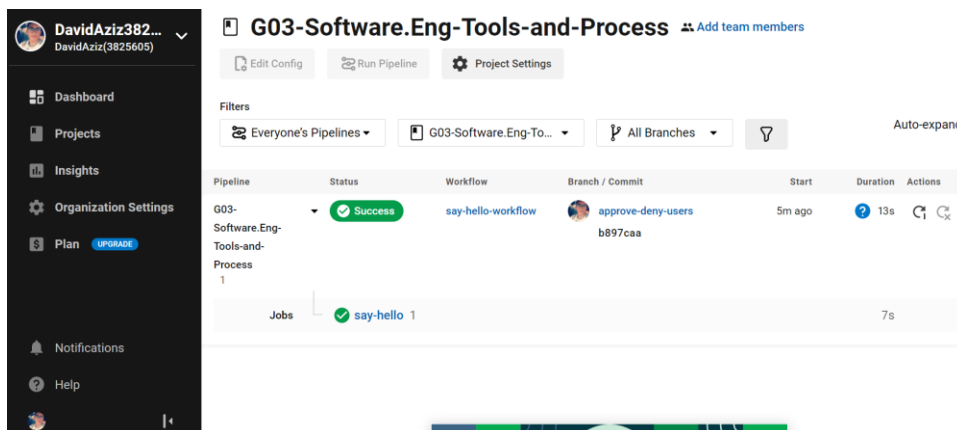 DavidAziz382...
DavidAziz(3825605)
Dashboard
Projects
Insights
Organization Settings
Plan UPGRADE
Notifications
Help
G03-Software.Eng-Tools-and-Process Add team members
Edit Config Run Pipeline Project Settings
Filters
Everyone's Pipelines G03-Software.Eng-To... All Branches
Auto-expand
Pipeline Status Workflow Branch / Commit Start Duration Actions
G03-
Software.Eng-
Tools-and-
Process
1
Success say-hello-workflow approve-deny-users 5m ago ? 13s
b897caa
Jobs say-hello 1 7s